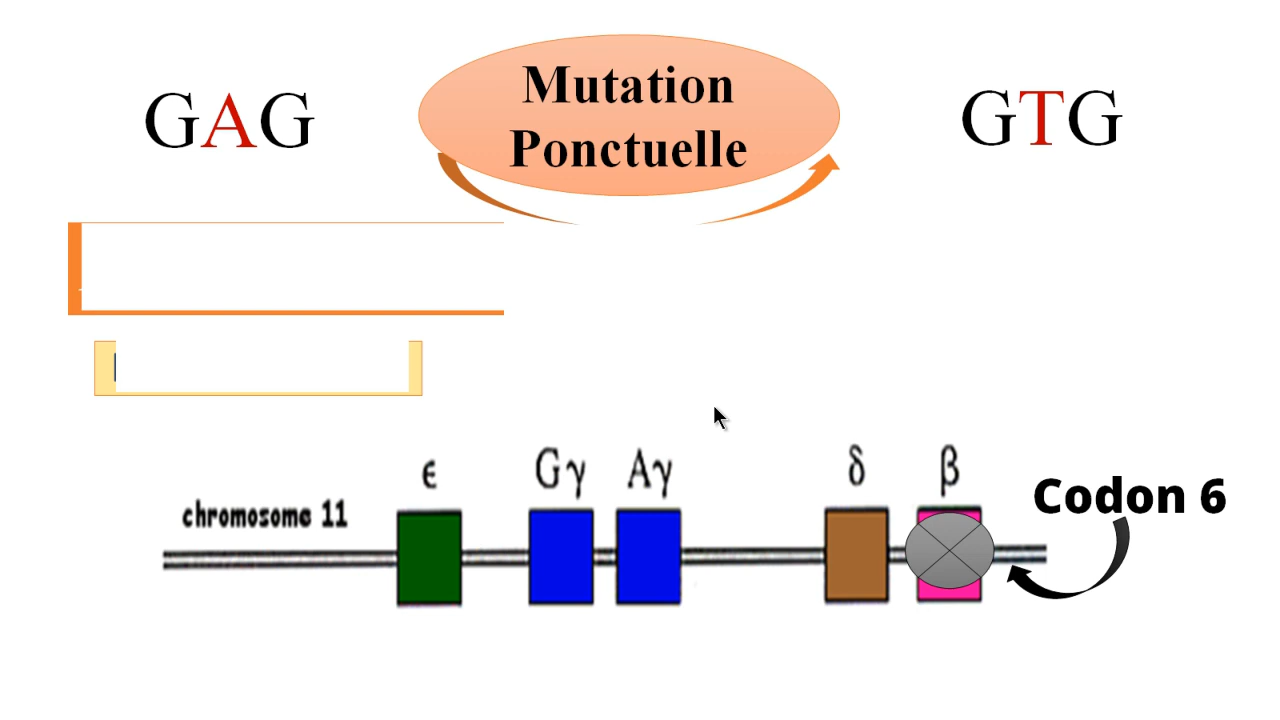 GAG
Mutation
Ponctuelle
GTG
ϵ
Gγ
Aγ
δ
β
chromosome 11
Codon 6